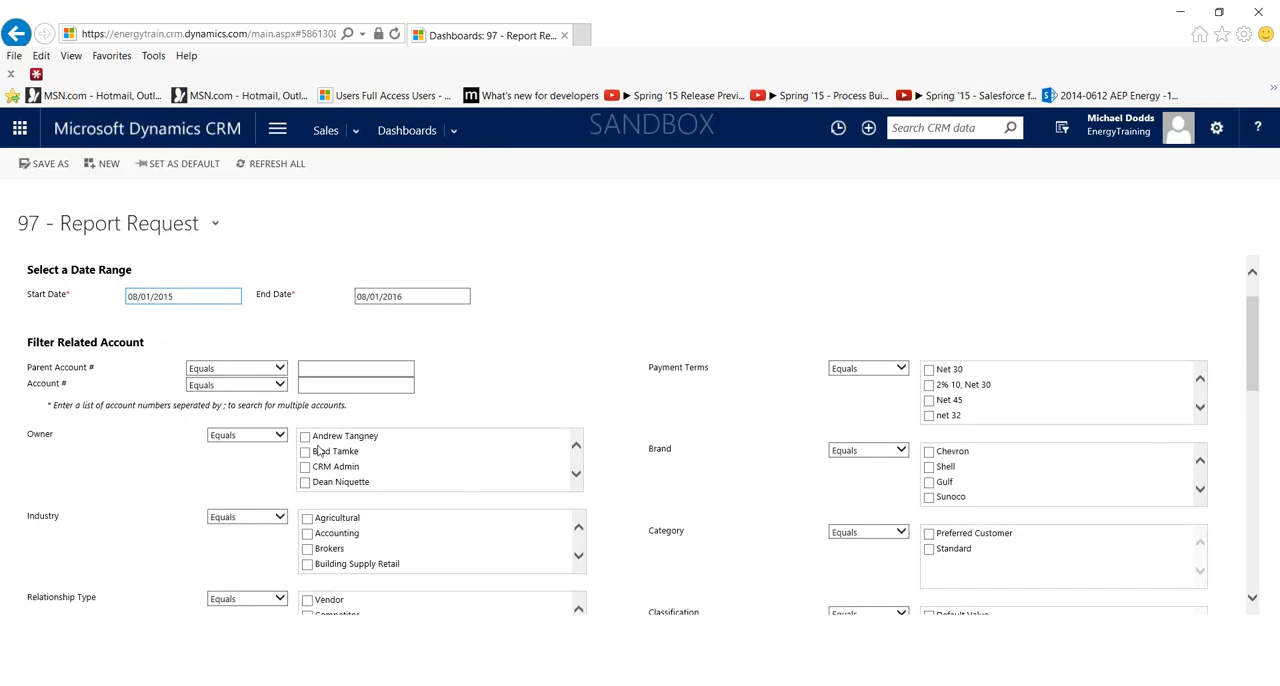 https://energytrain.crm.dynamics.com/main.aspx#5861308
Dashboards: 97 - Report Re...
File Edit View Favorites Tools Help
x
MSN.com - Hotmail, Outl... MSN.com - Hotmail, Outl... Users Full Access Users - ... What's new for developers ▶ Spring '15 Release Previ... ▶ Spring '15 - Process Bui... ▶ Spring '15 - Salesforce f... 2014-0612 AEP Energy -1...
Microsoft Dynamics CRM Sales Dashboards SANDBOX Search CRM data Michael Dodds
EnergyTraining ?
SAVE AS NEW SET AS DEFAULT REFRESH ALL
97 - Report Request
Select a Date Range
Start Date* 08/01/2015 End Date* 08/01/2016
Filter Related Account
Parent Account # Equals
Account # Equals
* Enter a list of account numbers seperated by ; to search for multiple accounts.
Payment Terms Equals Net 30
2% 10, Net 30
Net 45
net 32
Owner Equals Andrew Tangney
Tamke
CRM Admin
Dean Niquette
Brand Equals Chevron
Shell
Gulf
Sunoco
Industry Equals Agricultural
Accounting
Brokers
Building Supply Retail
Category Equals Preferred Customer
Standard
Relationship Type Equals Vendor
Competitor
Classification Equals Default Value